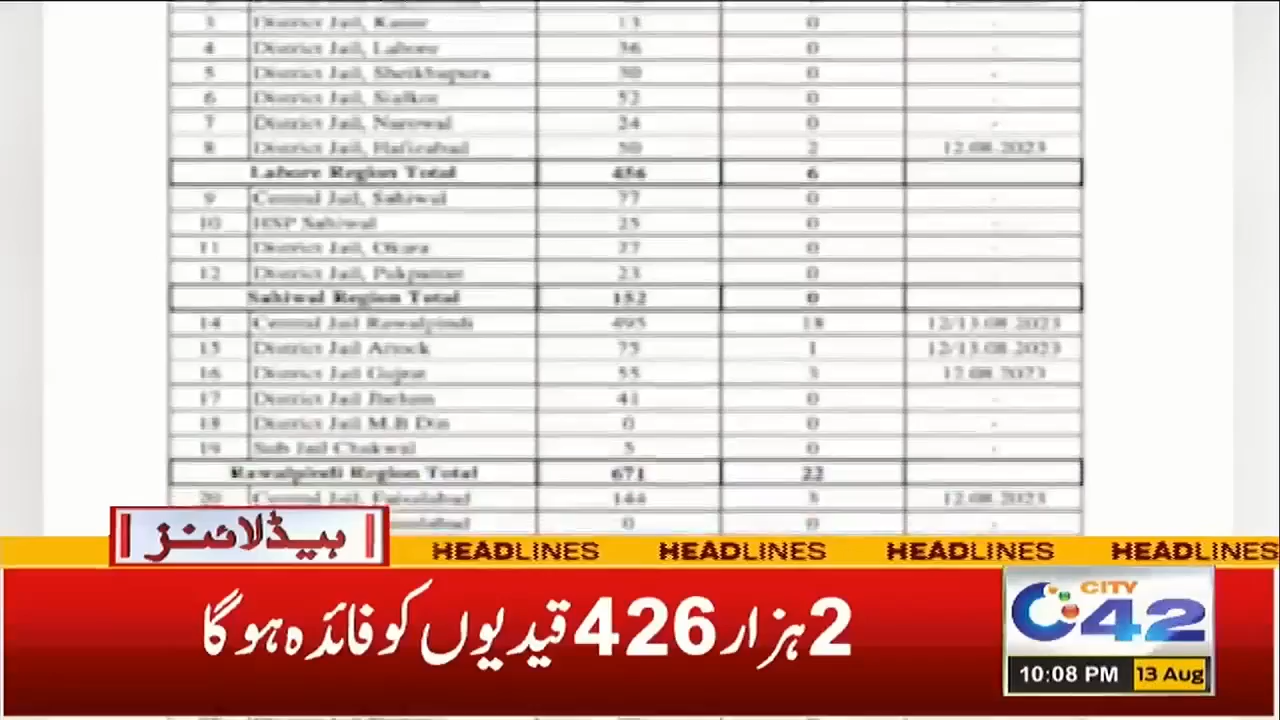 3 District Jail, Kasur 13 0 -
4 District Jail, Lahore 36 0 -
5 District Jail, Sheikhupura 30 0 -
6 District Jail, Sialkot 52 0 -
7 District Jail, Narowal 24 0 -
8 District Jail, Hafizabad 50 2 12.08.2023
Lahore Region Total 456 6
9 Central Jail, Sahiwal 77 0 -
10 HSP Sahiwal 25 0 -
11 District Jail, Okara 27 0 -
12 District Jail, Pakpattan 23 0 -
Sahiwal Region Total 152 0
14 Central Jail Rawalpindi 495 18 12/13.08.2023
15 District Jail Attock 75 1 12/13.08.2023
16 District Jail Gujrat 55 3 12.08.2023
17 District Jail Jhelum 41 0 -
18 District Jail M.B Din 0 0 -
19 Sub Jail Chakwal 5 0 -
Rawalpindi Region Total 671 22
20 Central Jail, Faisalabad 144 3 12.08.2023
0 0 -
ہیڈلائنز
HEADLINES HEADLINES HEADLINES HEADLINES
2 ہزار 426 قیدیوں کو فائدہ ہوگا
CITY
42
10:08 PM 13 Aug